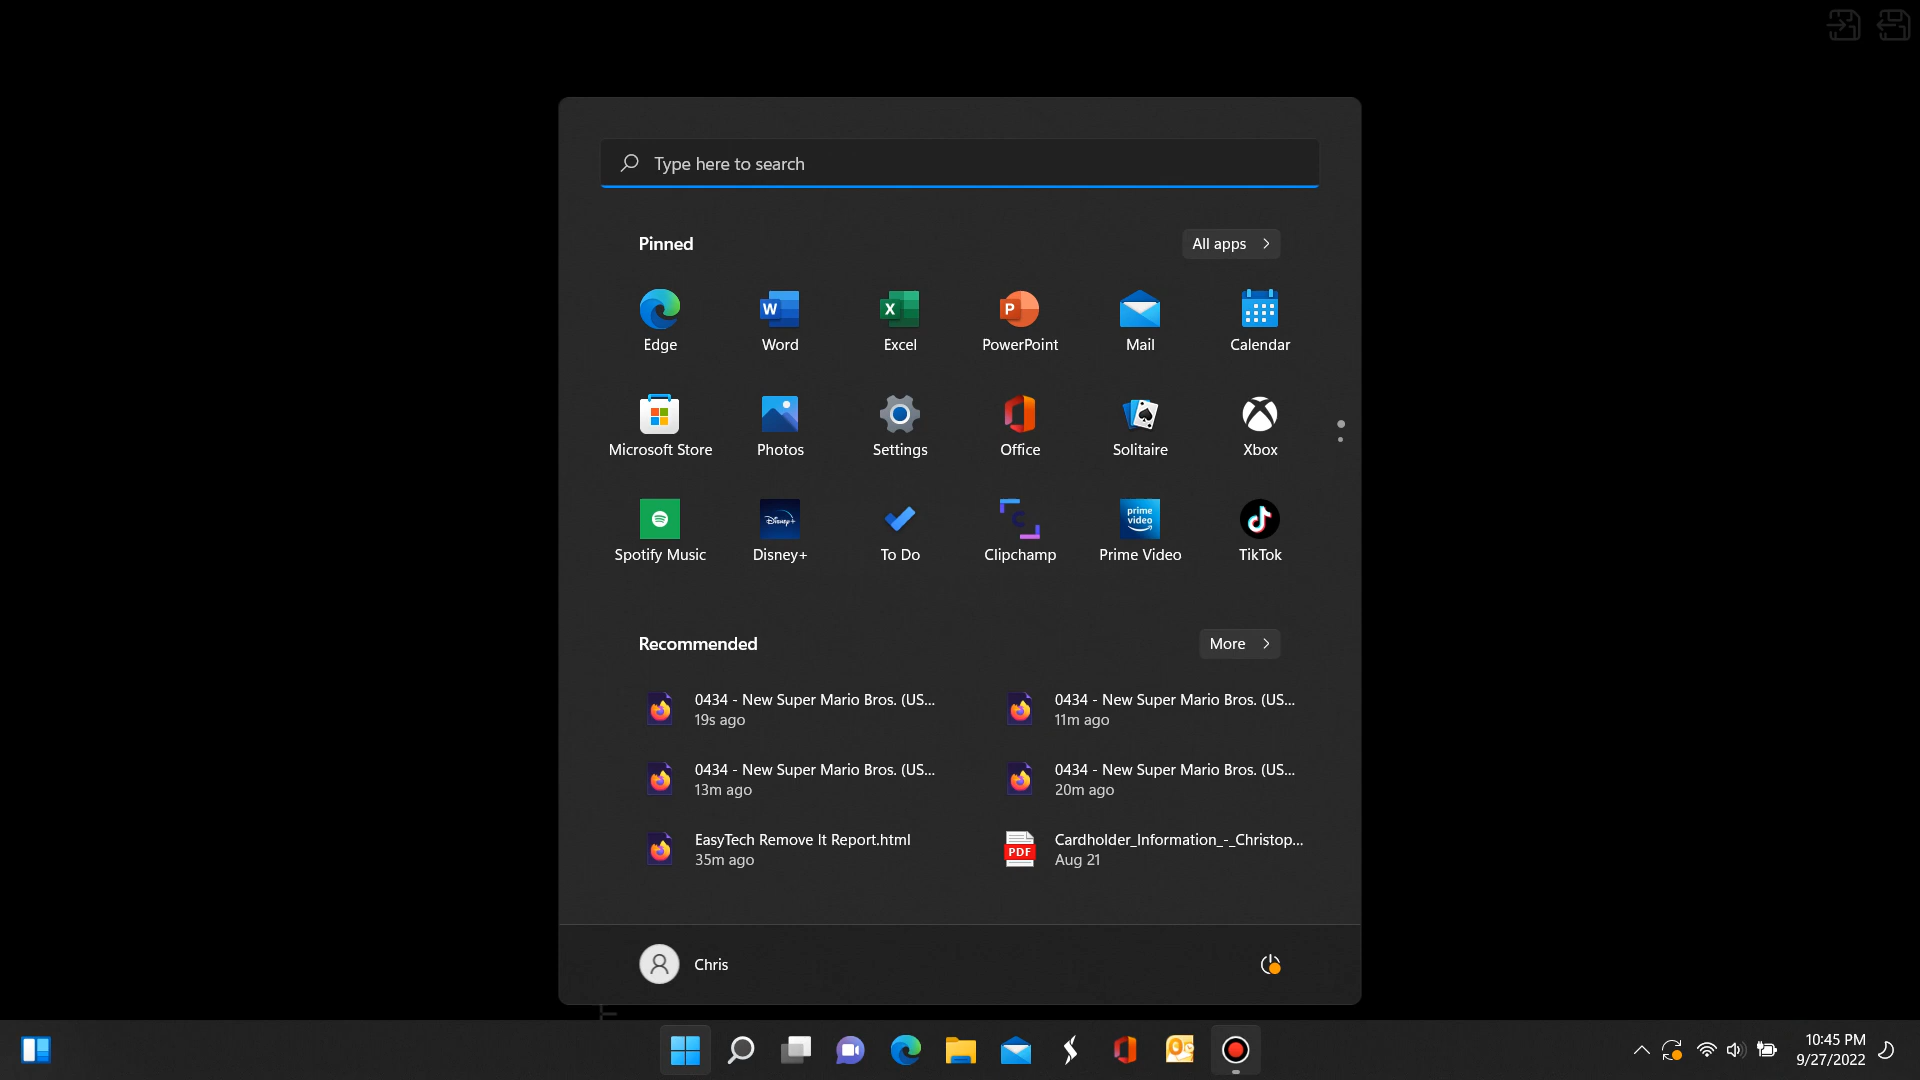 Type here to search
Pinned
All apps
Edge
Word
Excel
PowerPoint
Mail
Calendar
Microsoft Store
Photos
Settings
Office
Solitaire
Xbox
prime video
Spotify Music
Disney+
To Do
Clipchamp
Prime Video
TikTok
Recommended
More
0434 - New Super Mario Bros. (US...
19s ago
0434 - New Super Mario Bros. (US...
11m ago
0434 - New Super Mario Bros. (US...
13m ago
0434 - New Super Mario Bros. (US...
20m ago
EasyTech Remove It Report.html
35m ago
PDF
Cardholder_Information_-_Christop...
Aug 21
Chris
10:45 PM
9/27/2022